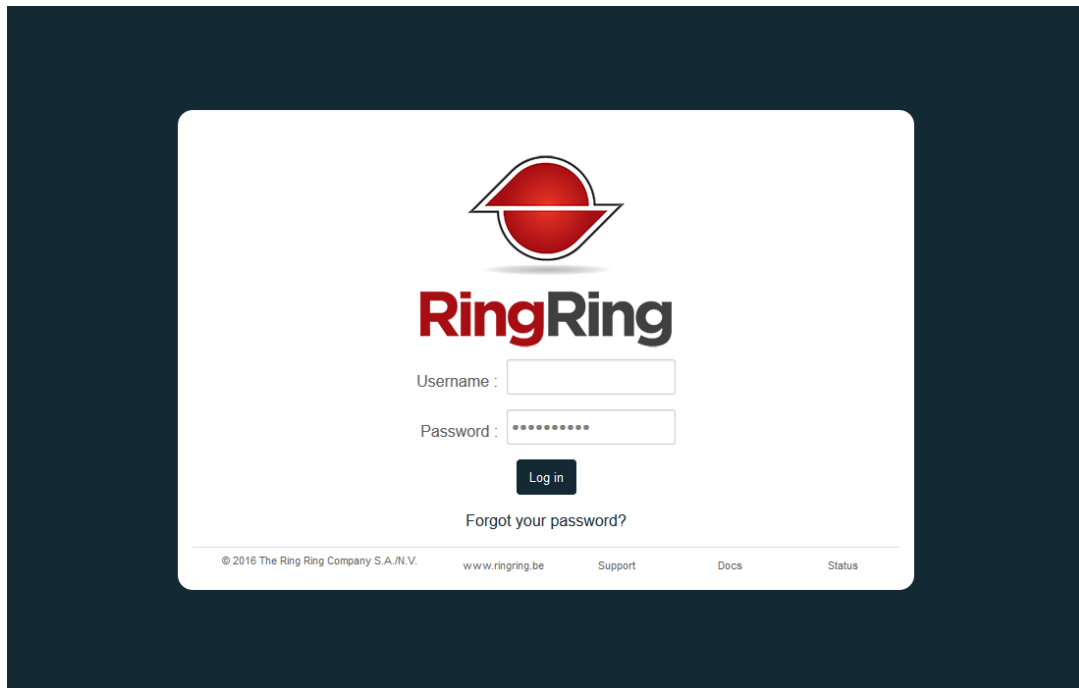 RingRing
Username :
Password : ••••••••••
Log in
Forgot your password?
© 2016 The Ring Ring Company S.A./N.V. www.ringring.be Support Docs Status